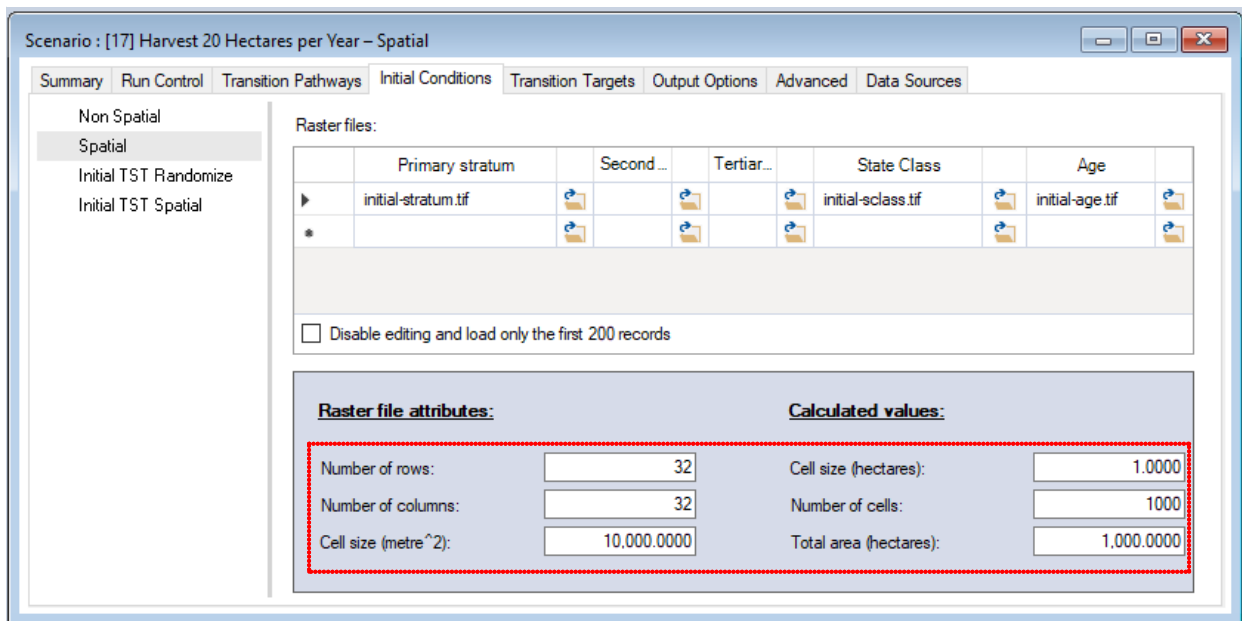 Scenario : [17] Harvest 20 Hectares per Year – Spatial
Summary Run Control Transition Pathways Initial Conditions Transition Targets Output Options Advanced Data Sources
Non Spatial
Spatial
Initial TST Randomize
Initial TST Spatial
Raster files:
Primary stratum Second... Tertiar... State Class Age
initial-stratum.tif initial-sclass.tif initial-age.tif
Disable editing and load only the first 200 records
Raster file attributes: Calculated values:
Number of rows: 32 Cell size (hectares): 1.0000
Number of columns: 32 Number of cells: 1000
Cell size (metre^2): 10,000.0000 Total area (hectares): 1,000.0000